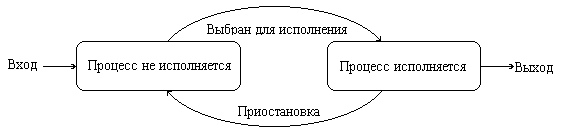 Выбран для исполнения
Вход
Процесс не исполняется
Процесс исполняется
Выход
Приостановка